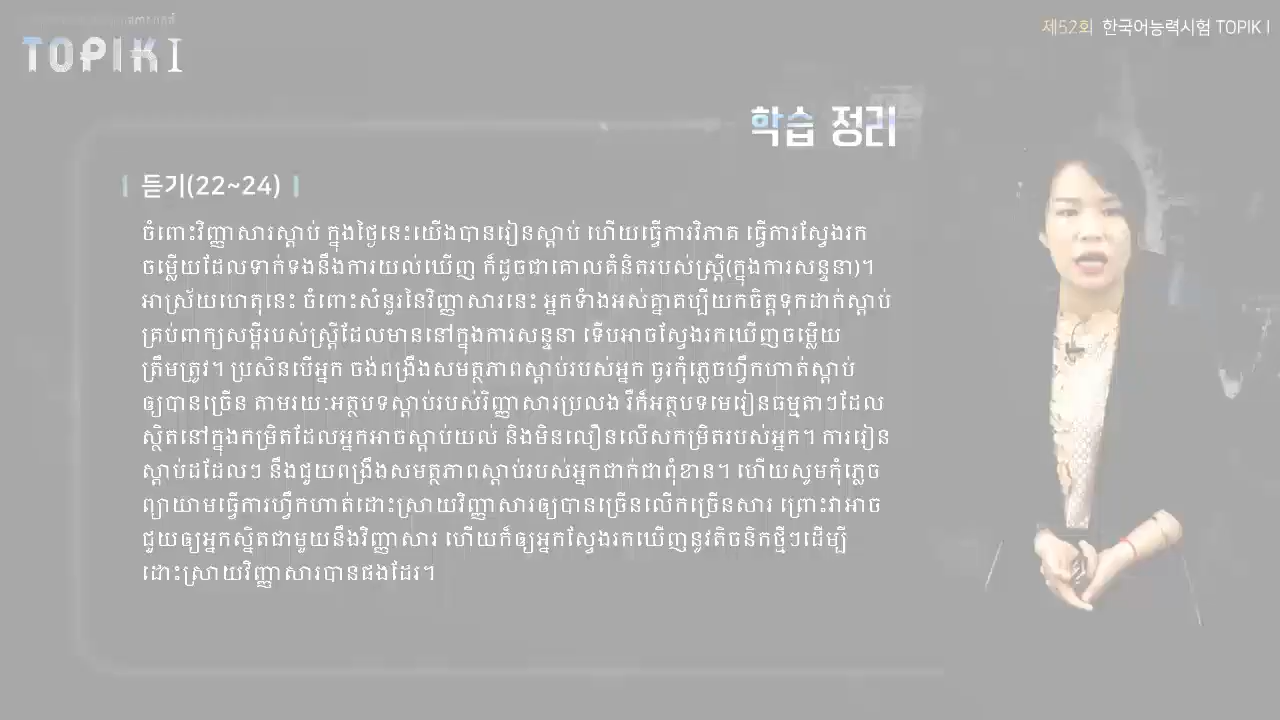 TOPIK I
제52회 한국어능력시험 TOPIK I
학습 정리
듣기(22~24)
ចំពោះវិញ្ញាសារស្តាប់ ក្នុងថ្ងៃនេះយើងបានរៀនស្តាប់ ហើយធ្វើការវិភាគ ធ្វើការស្វែងរក
ចម្លើយដែលទាក់ទងនឹងការយល់ឃើញ ក៏ដូចជាគោលគំនិតរបស់ស្ត្រី(ក្នុងការសន្ទនា)។
អាស្រ័យហេតុនេះ ចំពោះសំនួរនៃវិញ្ញាសារនេះ អ្នកទំាងអស់គ្នាគប្បីយកចិត្តទុកដាក់ស្តាប់
គ្រប់ពាក្យសម្តីរបស់ស្ត្រីដែលមាននៅក្នុងការសន្ទនា ទើបអាចស្វែងរកឃើញចម្លើយ
ត្រឹមត្រូវ។ ប្រសិនបើអ្នក ចង់ពង្រឹងសមត្ថភាពស្តាប់របស់អ្នក ចូរកុំភ្លេចហ្វឹកហាត់ស្តាប់
ឲ្យបានច្រើន តាមរយៈអត្ថបទស្តាប់របស់វិញ្ញាសារប្រលង រឺក៏អត្ថបទមេរៀនធម្មតាៗដែល
ស្ថិតនៅក្នុងកម្រិតដែលអ្នកអាចស្តាប់យល់ និងមិនលឿនលើសកម្រិតរបស់អ្នក។ ការរៀន
ស្តាប់ដដែលៗ នឹងជួយពង្រឹងសមត្ថភាពស្តាប់របស់អ្នកជាក់ជាពុំខាន។ ហើយសូមកុំភ្លេច
ព្យាយាមធ្វើការហ្វឹកហាត់ដោះស្រាយវិញ្ញាសារឲ្យបានច្រើនលើកច្រើនសារ ព្រោះវាអាច
ជួយឲ្យអ្នកស្និតជាមួយនឹងវិញ្ញាសារ ហើយក៏ឲ្យអ្នកស្វែងរកឃើញនូវតិចនិកថ្មីៗដើម្បី
ដោះស្រាយវិញ្ញាសារបានផងដែរ។